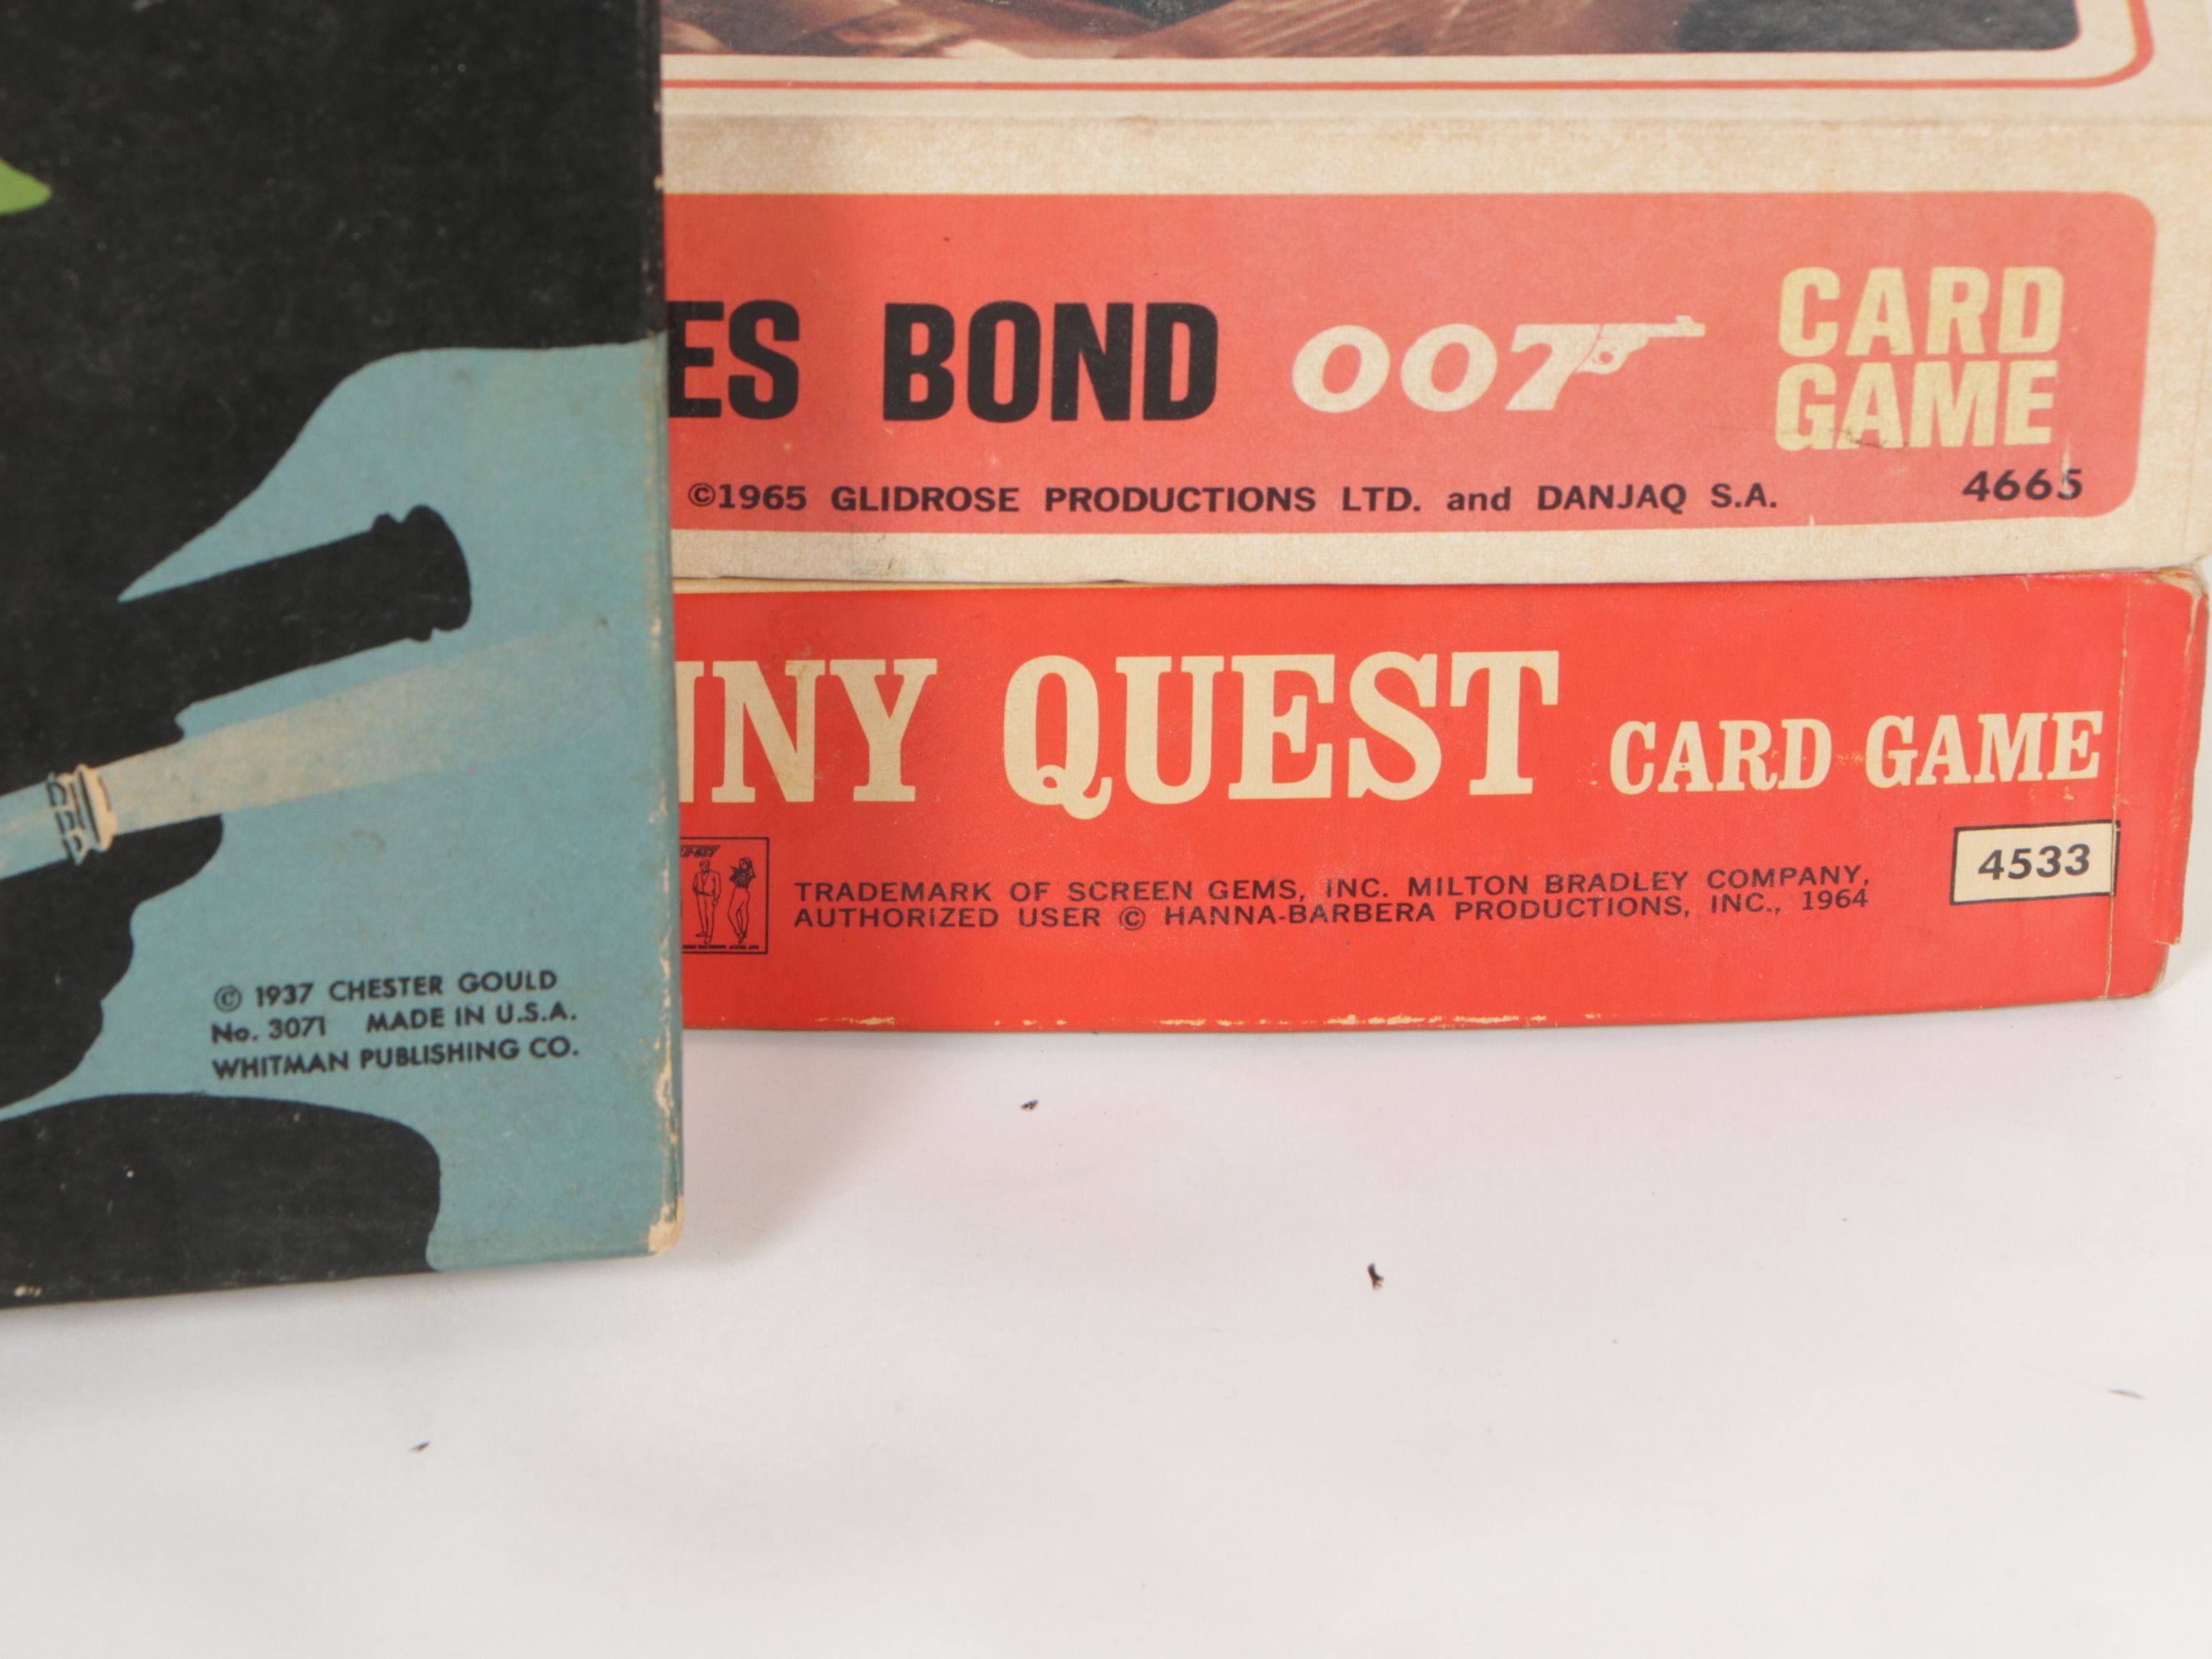 © 1937 CHESTER GOULD
No. 3071 MADE IN U.S.A.
WHITMAN PUBLISHING CO.
ES BOND 007 CARD GAME
©1965 GLIDROSE PRODUCTIONS LTD. and DANJAQ S.A. 4665
NNY QUEST CARD GAME
TRADEMARK OF SCREEN GEMS, INC. MILTON BRADLEY COMPANY,
AUTHORIZED USER © HANNA-BARBERA PRODUCTIONS, INC., 1964
4533